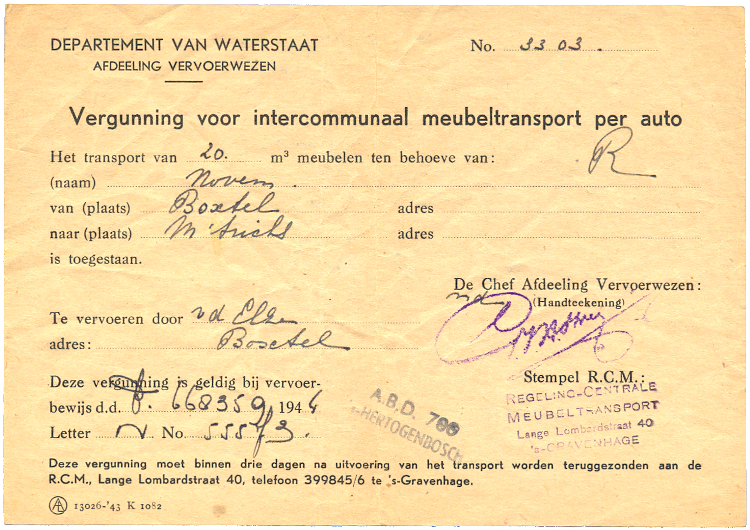 DEPARTEMENT VAN WATERSTAAT
AFDEELING VERVOERWEZEN
No. 3303.
Vergunning voor intercommunaal meubeltransport per auto
Het transport van 20. m³ meubelen ten behoeve van: R
(naam) Novem.
van (plaats) Boxtel adres
naar (plaats) M'tricht adres
is toegestaan.
De Chef Afdeeling Vervoerwezen:
(Handteekening)
Te vervoeren door v d Elze
adres: Boxtel
Deze vergunning is geldig bij vervoer-
bewijs d.d. 668359 1944
Letter N No. 555/73
Stempel R.C.M.:
REGELING-CENTRALE
MEUBELTRANSPORT
Lange Lombardstraat 40
's-GRAVENHAGE
A.B.D. 700
's-HERTOGENBOSCH
Deze vergunning moet binnen drie dagen na uitvoering van het transport worden teruggezonden aan de
R.C.M., Lange Lombardstraat 40, telefoon 399845/6 te 's-Gravenhage.
13026-'43 K 1082